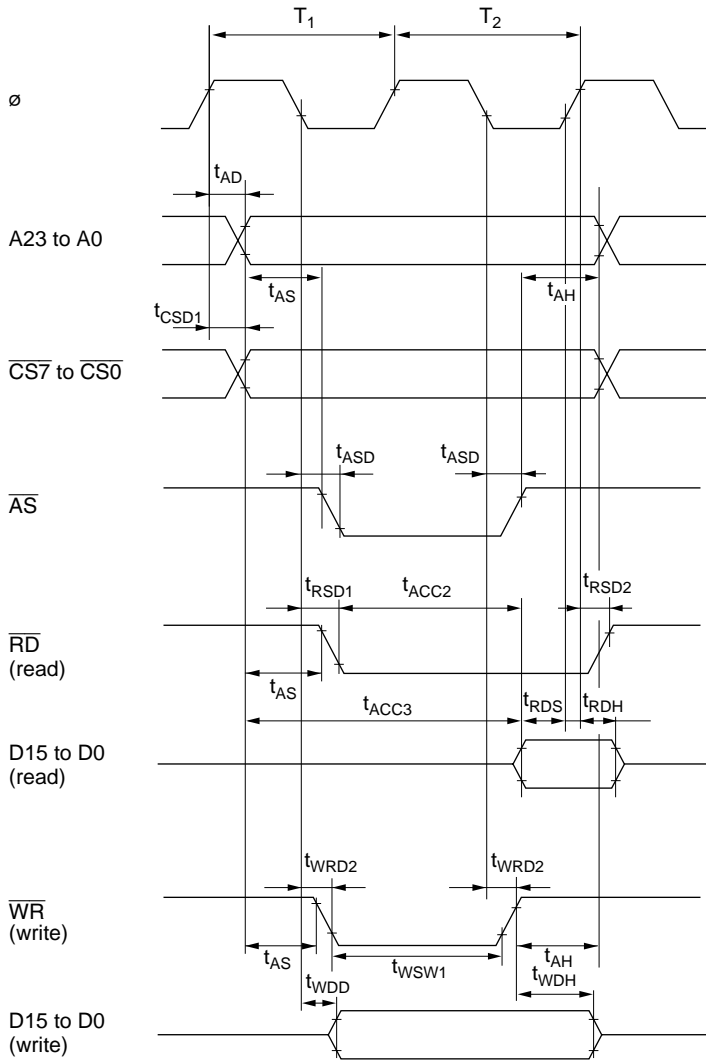 T1 T2
ø
tAD
A23 to A0
tAS tAH
tCSD1
CS7 to CS0
tASD tASD
AS
tRSD1 tACC2 tRSD2
RD
(read)
tAS tACC3 tRDS tRDH
D15 to D0
(read)
tWRD2 tWRD2
WR
(write)
tAS tWSW1 tAH
tWDD tWDH
D15 to D0
(write)